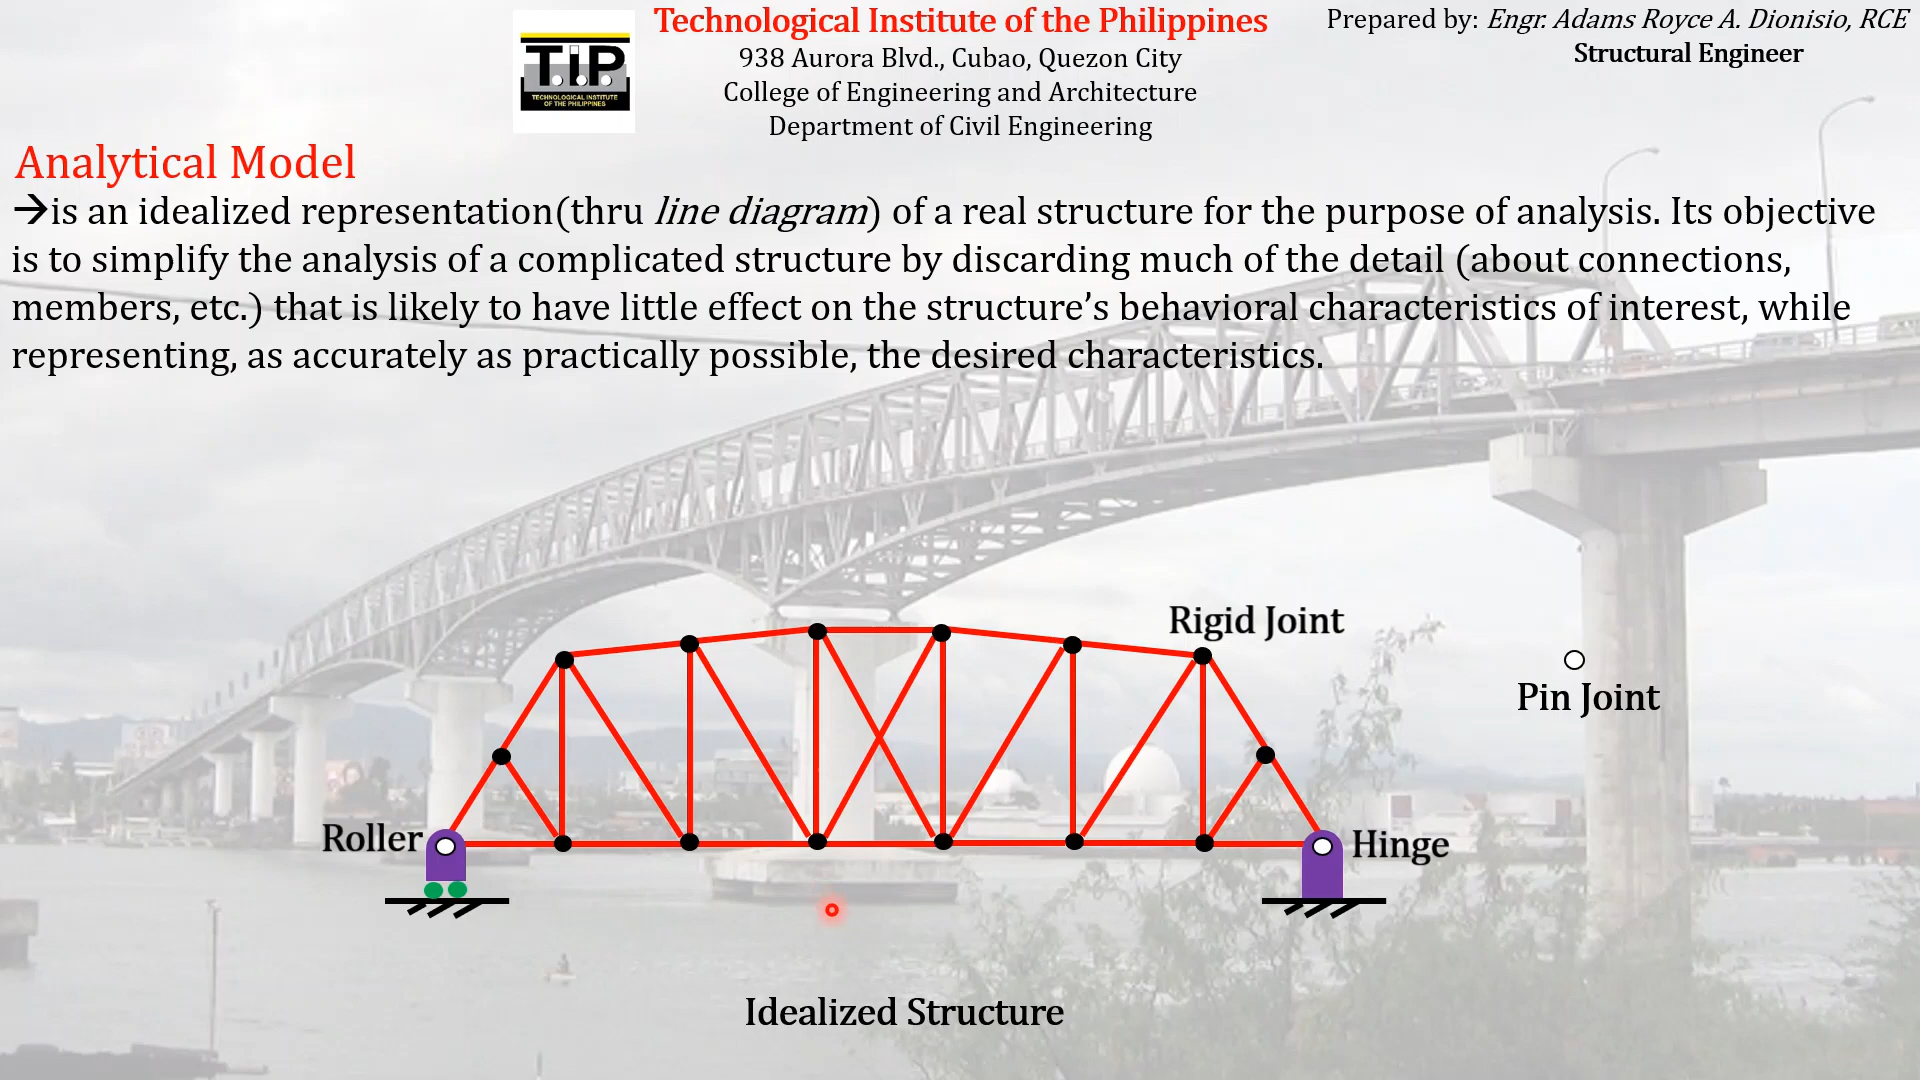 TiP
TECHNOLOGICAL INSTITUTE
OF THE PHILIPPINES
Technological Institute of the Philippines
938 Aurora Blvd., Cubao, Quezon City
College of Engineering and Architecture
Department of Civil Engineering
Prepared by: Engr. Adams Royce A. Dionisio, RCE
Structural Engineer
Analytical Model
→is an idealized representation(thru line diagram) of a real structure for the purpose of analysis. Its objective
is to simplify the analysis of a complicated structure by discarding much of the detail (about connections,
members, etc.) that is likely to have little effect on the structure’s behavioral characteristics of interest, while
representing, as accurately as practically possible, the desired characteristics.
Rigid Joint
Pin Joint
Roller
Hinge
Idealized Structure